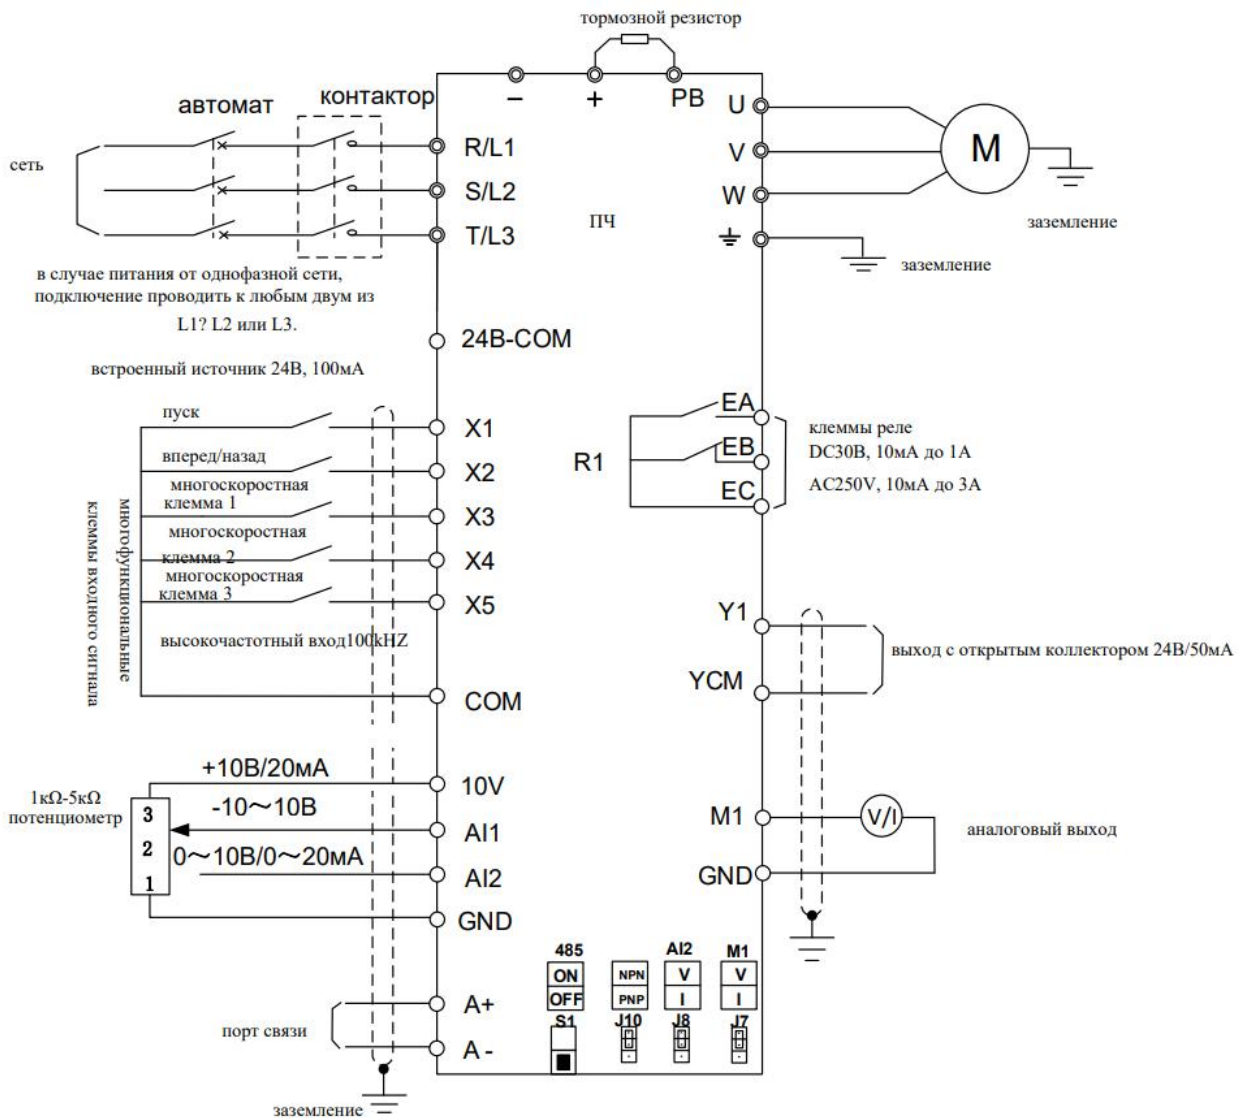 тормозной резистор
автомат
контактор
−
+
PB
U
V
W
M
R/L1
S/L2
T/L3
сеть
ПЧ
заземление
заземление
в случае питания от однофазной сети,
подключение проводить к любым двум из
L1? L2 или L3.
24В-COM
встроенный источник 24В, 100мА
пуск
X1
вперед/назад
X2
многоскоростная
клемма 1
X3
многоскоростная
клемма 2
X4
многоскоростная
клемма 3
X5
высокочастотный вход100kHZ
COM
многофункциональные
клеммы входного сигнала
R1
EA
EB
EC
клеммы реле
DC30В, 10мА до 1А
AC250V, 10мА до 3А
Y1
YCM
выход с открытым коллектором 24В/50мА
+10В/20мА
10V
1кΩ-5кΩ
потенциометр
3
2
1
-10～10В
AI1
0～10В/0～20мА
AI2
GND
M1
V/I
GND
аналоговый выход
485
ON
OFF
S1
NPN
PNP
J10
AI2
V
I
J8
M1
V
I
J7
A+
A -
порт связи
заземление